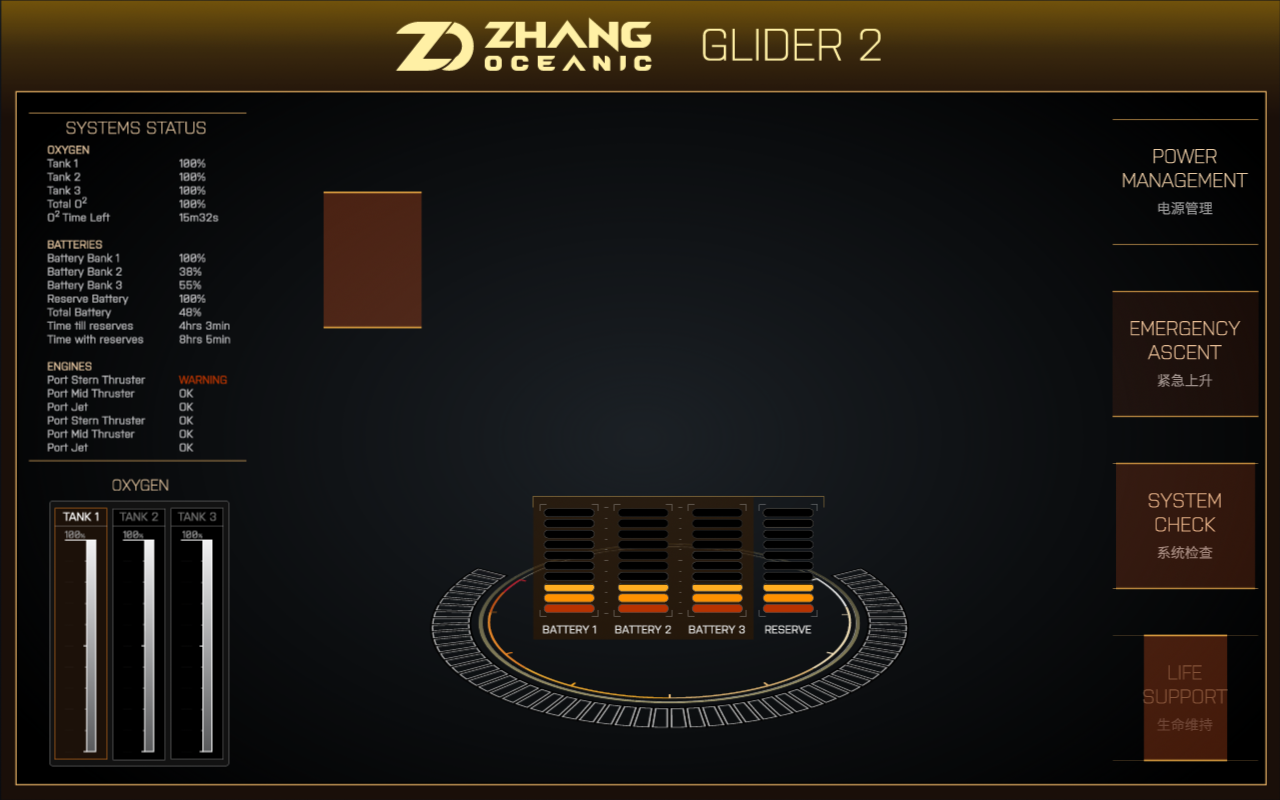 ZHANG
OCEANIC
GLIDER 2
SYSTEMS STATUS
OXYGEN
Tank 1 100%
Tank 2 100%
Tank 3 100%
Total O² 100%
O² Time Left 15m32s
BATTERIES
Battery Bank 1 100%
Battery Bank 2 38%
Battery Bank 3 55%
Reserve Battery 100%
Total Battery 48%
Time till reserves 4hrs 3min
Time with reserves 8hrs 5min
ENGINES
Port Stern Thruster WARNING
Port Mid Thruster OK
Port Jet OK
Port Stern Thruster OK
Port Mid Thruster OK
Port Jet OK
OXYGEN
TANK 1 TANK 2 TANK 3
100% 100% 100%
BATTERY 1 BATTERY 2 BATTERY 3 RESERVE
POWER
MANAGEMENT
电源管理
EMERGENCY
ASCENT
紧急上升
SYSTEM
CHECK
系统检查
LIFE
SUPPORT
生命维持